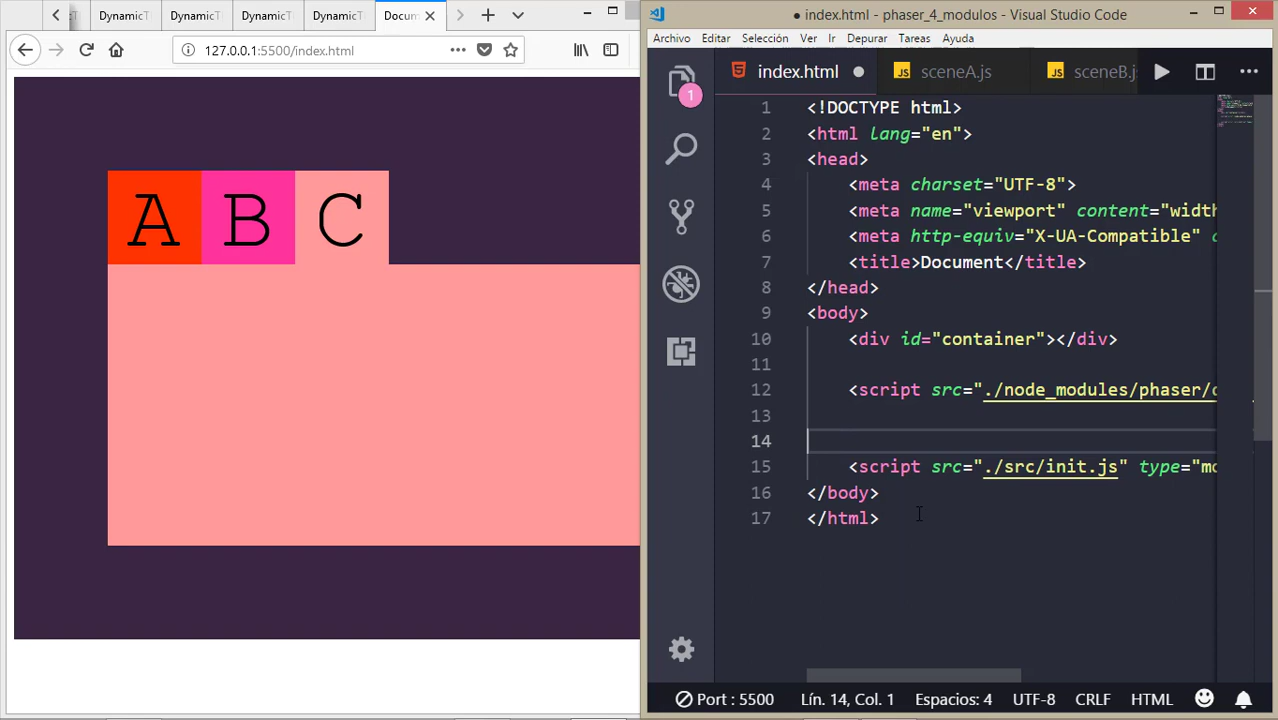 DynamicT
DynamicT
DynamicT
DynamicT
Docum
127.0.0.1:5500/index.html
A B C
● index.html - phaser_4_modulos - Visual Studio Code
Archivo Editar Selección Ver Ir Depurar Tareas Ayuda
index.html
JS sceneA.js
JS sceneB.js
1
1 <!DOCTYPE html>
2 <html lang="en">
3 <head>
4 <meta charset="UTF-8">
5 <meta name="viewport" content="width
6 <meta http-equiv="X-UA-Compatible" c
7 <title>Document</title>
8 </head>
9 <body>
10 <div id="container"></div>
11
12 <script src="./node_modules/phaser/d
13
14
15 <script src="./src/init.js" type="mo
16 </body>
17 </html>
Port : 5500 Lín. 14, Col. 1 Espacios: 4 UTF-8 CRLF HTML